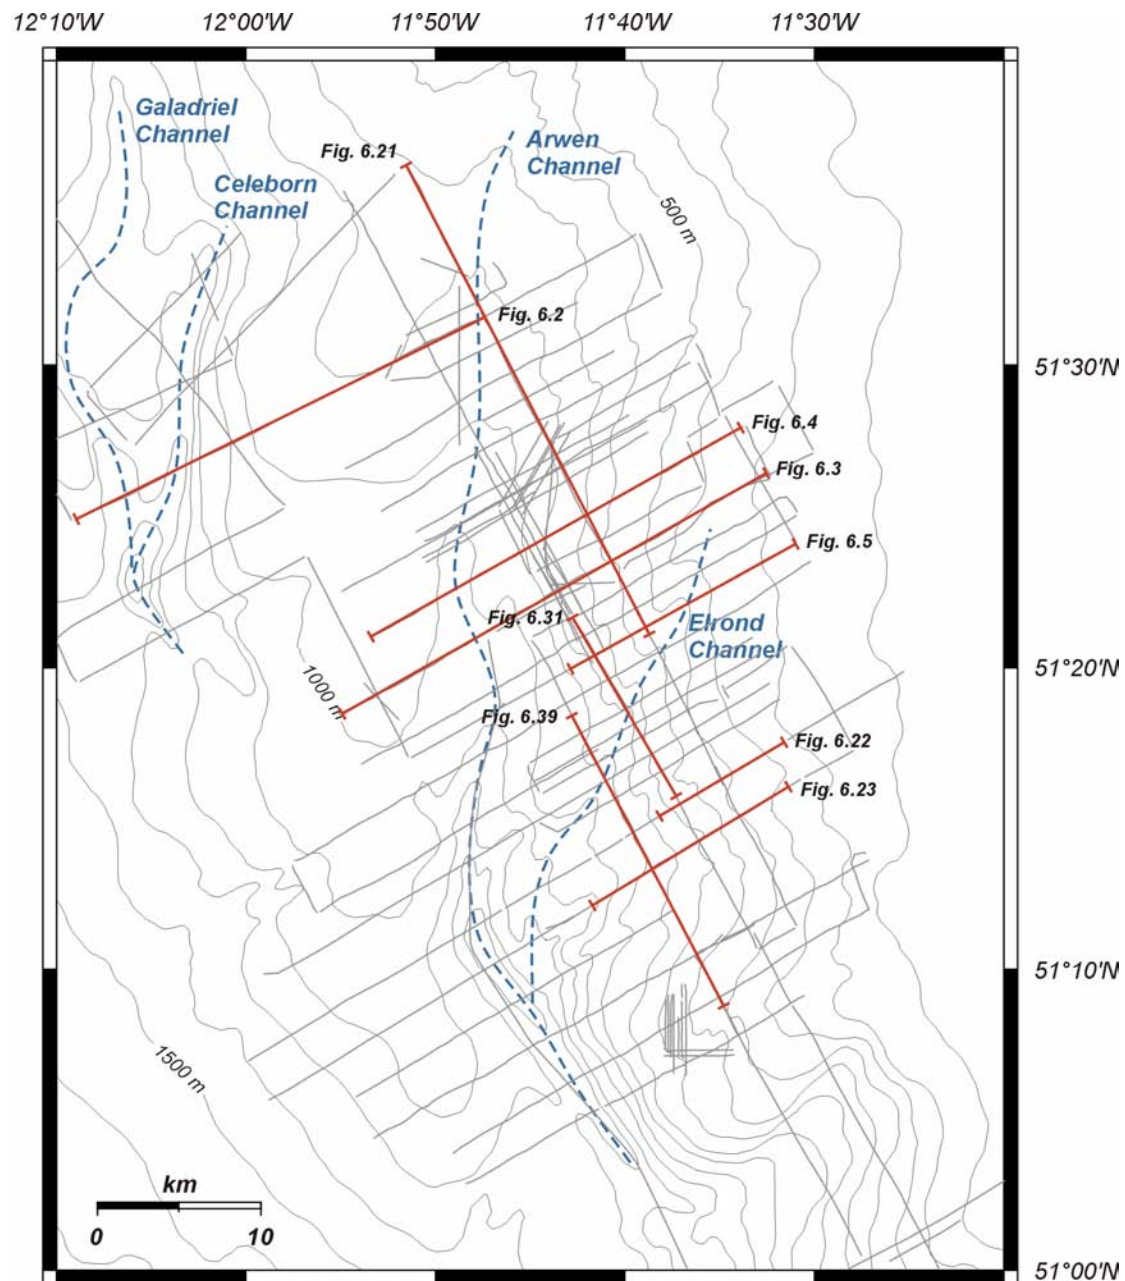 12°10'W 12°00'W 11°50'W 11°40'W 11°30'W
Galadriel
Channel
Arwen
Channel
Fig. 6.21
Celeborn
Channel
500 m
Fig. 6.2
51°30'N
Fig. 6.4
Fig. 6.3
Fig. 6.5
Fig. 6.31
Elrond
Channel
51°20'N
1000 m
Fig. 6.39
Fig. 6.22
Fig. 6.23
51°10'N
1500 m
km
0 10
51°00'N